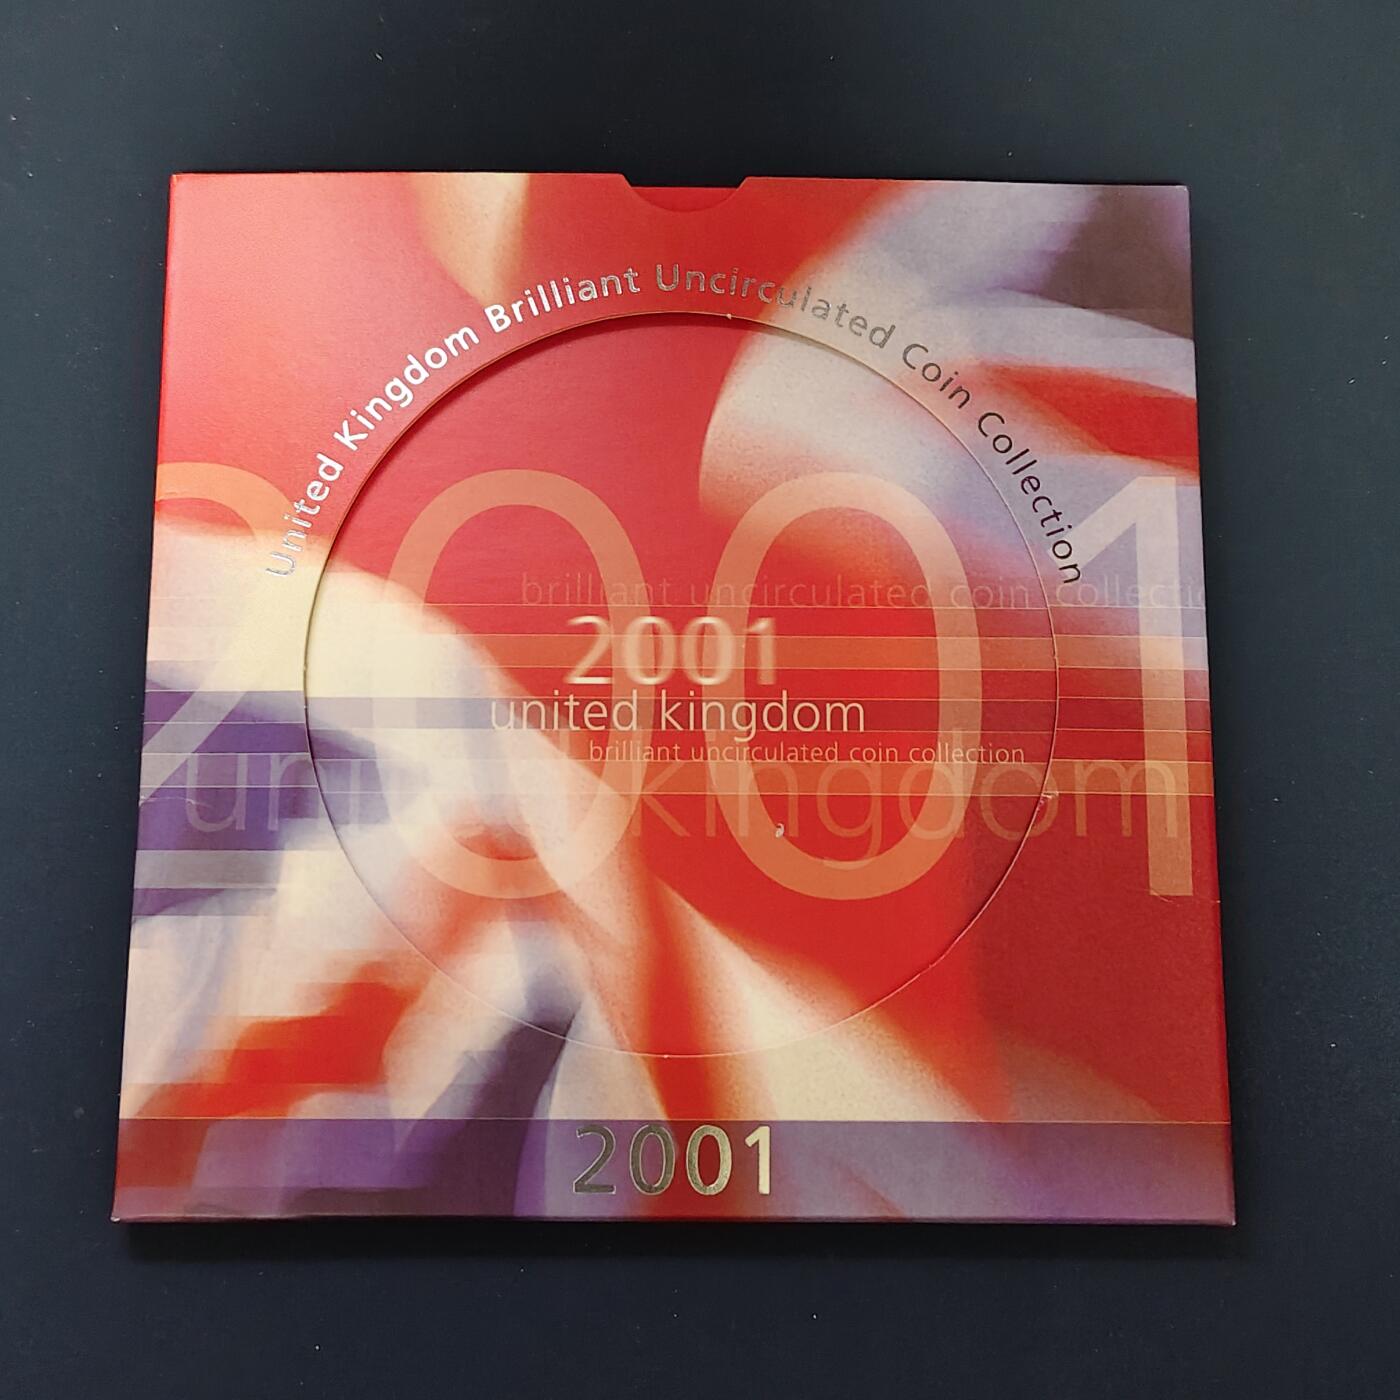 United Kingdom Brilliant Uncirculated Coin Collection
2001
brilliant uncirculated coin collectio
2001
united kingdom
brilliant uncirculated coin collection
united kingdom
2001